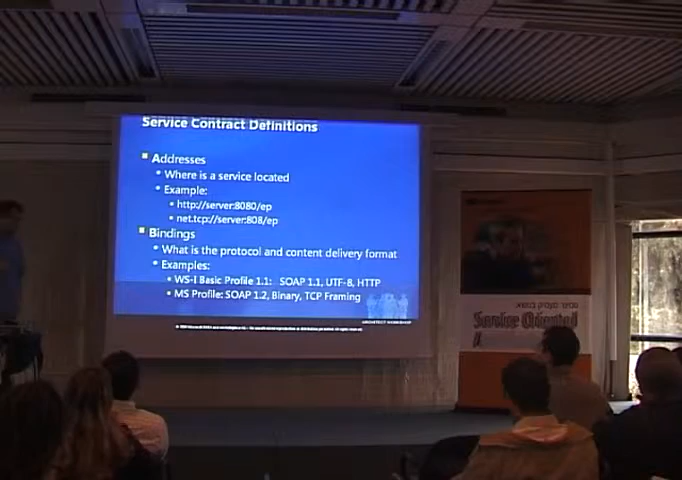 Service Contract Definitions
Addresses
Where is a service located
Example:
http://server:8080/ep
net.tcp://server:808/ep
Bindings
What is the protocol and content delivery format
Examples:
WS-I Basic Profile 1.1: SOAP 1.1, UTF-8, HTTP
MS Profile: SOAP 1.2, Binary, TCP Framing
Service Oriented